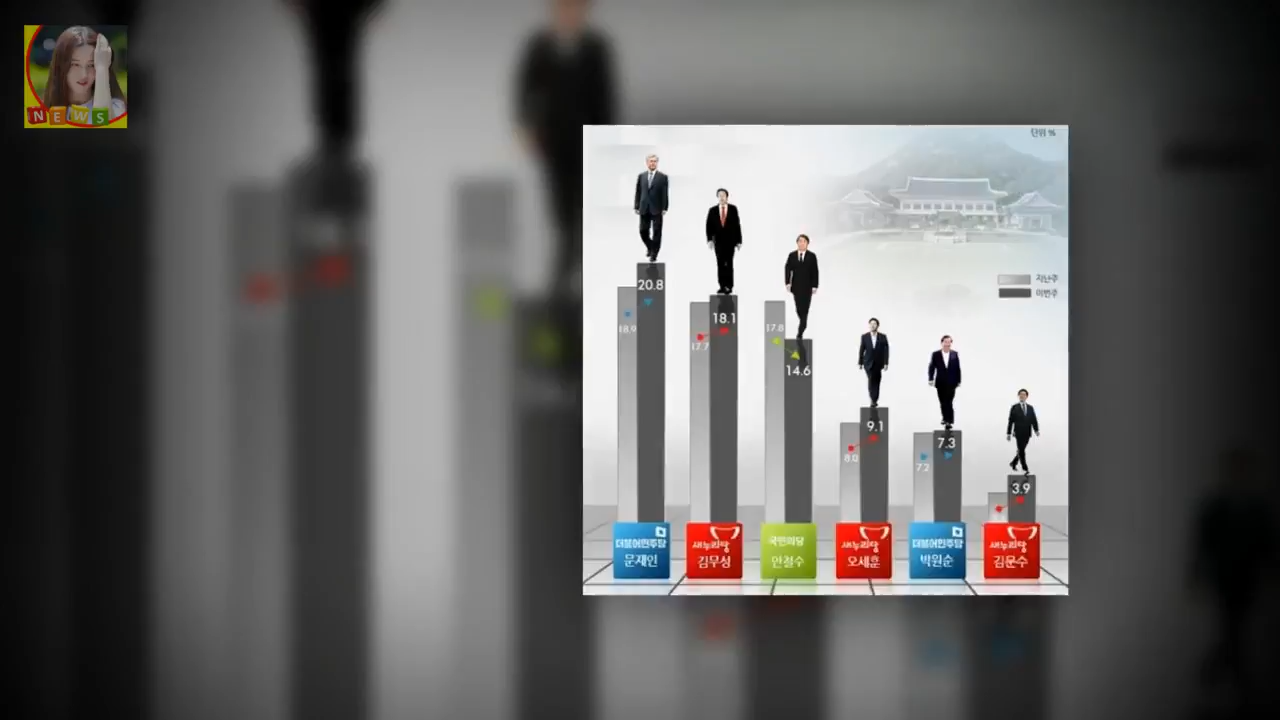 NEWS
단위 %
지난주
이번주
20.8
18.9
18.1
17.7
17.8
14.6
9.1
8.0
7.3
7.2
3.9
더불어민주당
문재인
새누리당
김무성
국민의당
안철수
새누리당
오세훈
더불어민주당
박원순
새누리당
김문수